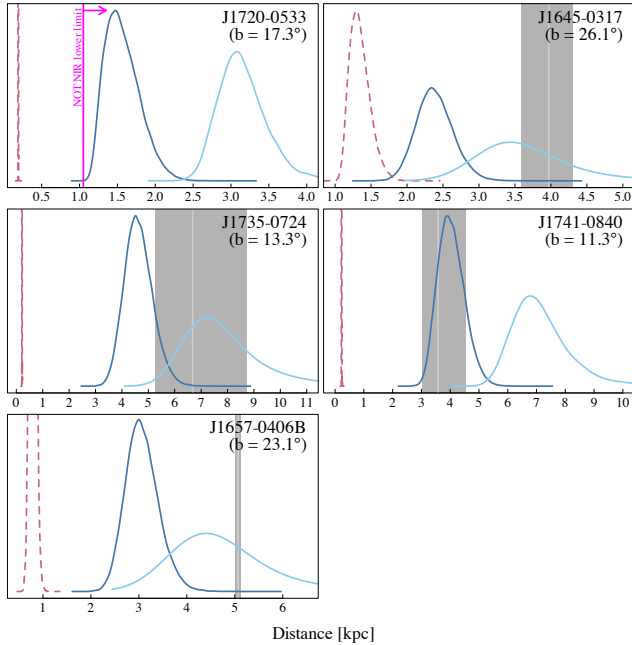 J1720-0533
(b = 17.3°)
NOT NIR lower limit
0.5 1.0 1.5 2.0 2.5 3.0 3.5 4.0
J1645-0317
(b = 26.1°)
1.0 1.5 2.0 2.5 3.0 3.5 4.0 4.5 5.0
J1735-0724
(b = 13.3°)
0 1 2 3 4 5 6 7 8 9 10 11
J1741-0840
(b = 11.3°)
0 1 2 3 4 5 6 7 8 9 10
J1657-0406B
(b = 23.1°)
1 2 3 4 5 6
Distance [kpc]